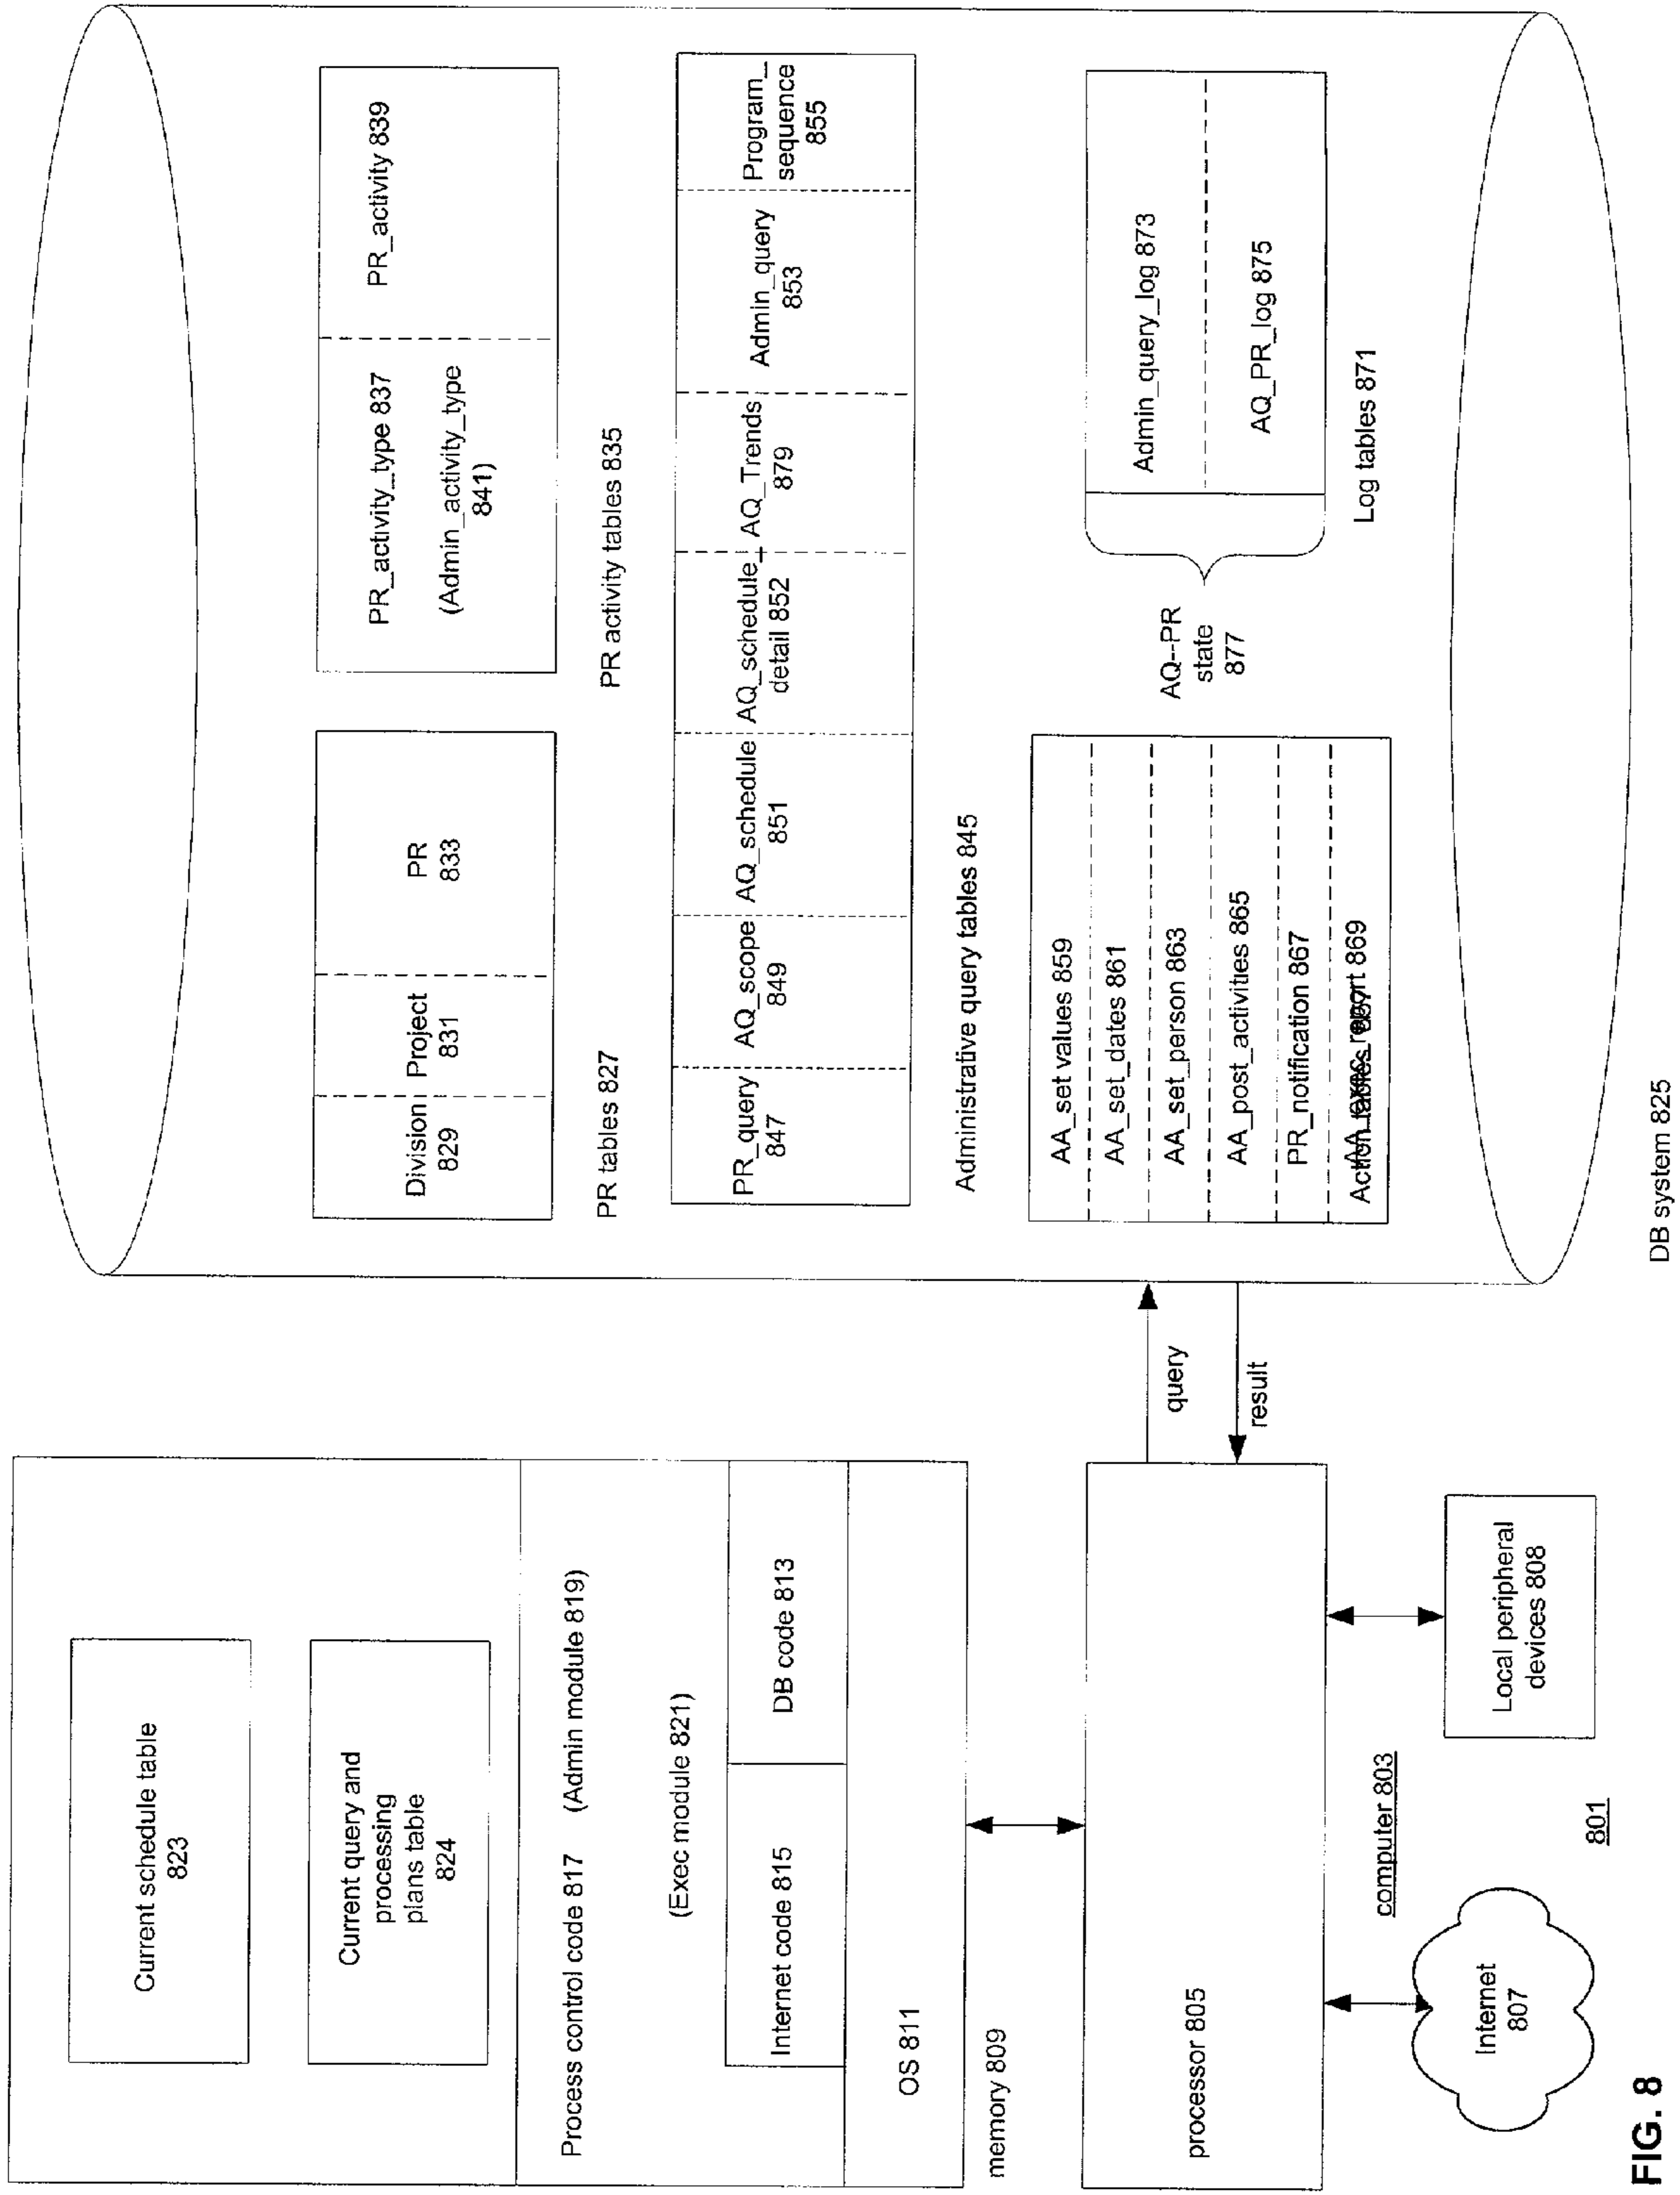 Current schedule table
823
Current query and
processing
plans table
824
Process control code 817 (Admin module 819)
(Exec module 821)
Internet code 815
DB code 813
OS 811
memory 809
processor 805
computer 803
Internet
807
Local peripheral
devices 808
801
query
result
Division
829
Project
831
PR
833
PR tables 827
PR_activity_type 837
(Admin_activity_type
841)
PR_activity 839
PR activity tables 835
PR_query
847
AQ_scope
849
AQ_schedule
851
AQ_schedule_
detail 852
AQ_Trends
879
Admin_query
853
Program_
sequence
855
Administrative query tables 845
AA_set values 859
AA_set_dates 861
AA_set_person 863
AA_post_activities 865
PR_notification 867
AA_exec_report 869
Action tables
AQ--PR
state
877
Admin_query_log 873
AQ_PR_log 875
Log tables 871
DB system 825
FIG. 8